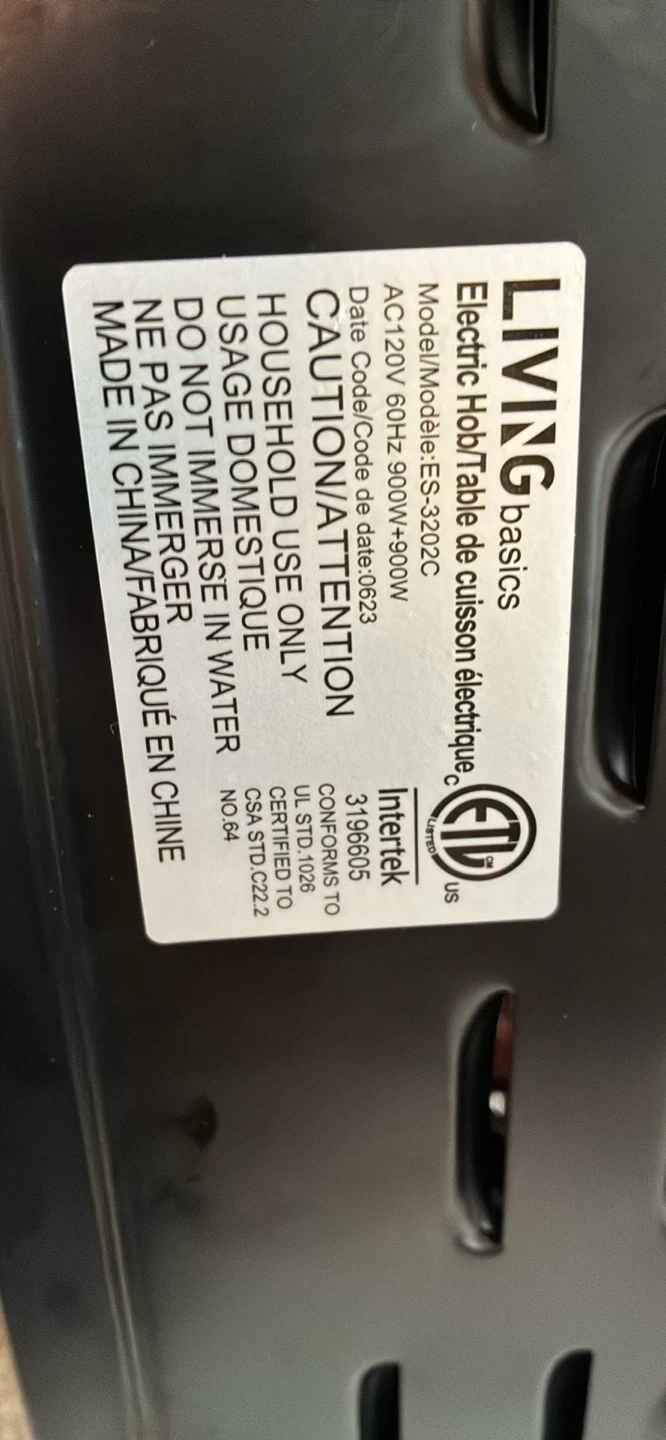 LIVING basics
Electric Hob/Table de cuisson électrique
Model/Modèle:ES-3202C
AC120V 60Hz 900W+900W
Date Code/Code de date:0623
CAUTION/ATTENTION
HOUSEHOLD USE ONLY
USAGE DOMESTIQUE
DO NOT IMMERSE IN WATER
NE PAS IMMERGER
MADE IN CHINA/FABRIQUÉ EN CHINE
C ETL CM US
LISTED
Intertek
3196605
CONFORMS TO
UL STD.1026
CERTIFIED TO
CSA STD.C22.2
NO.64